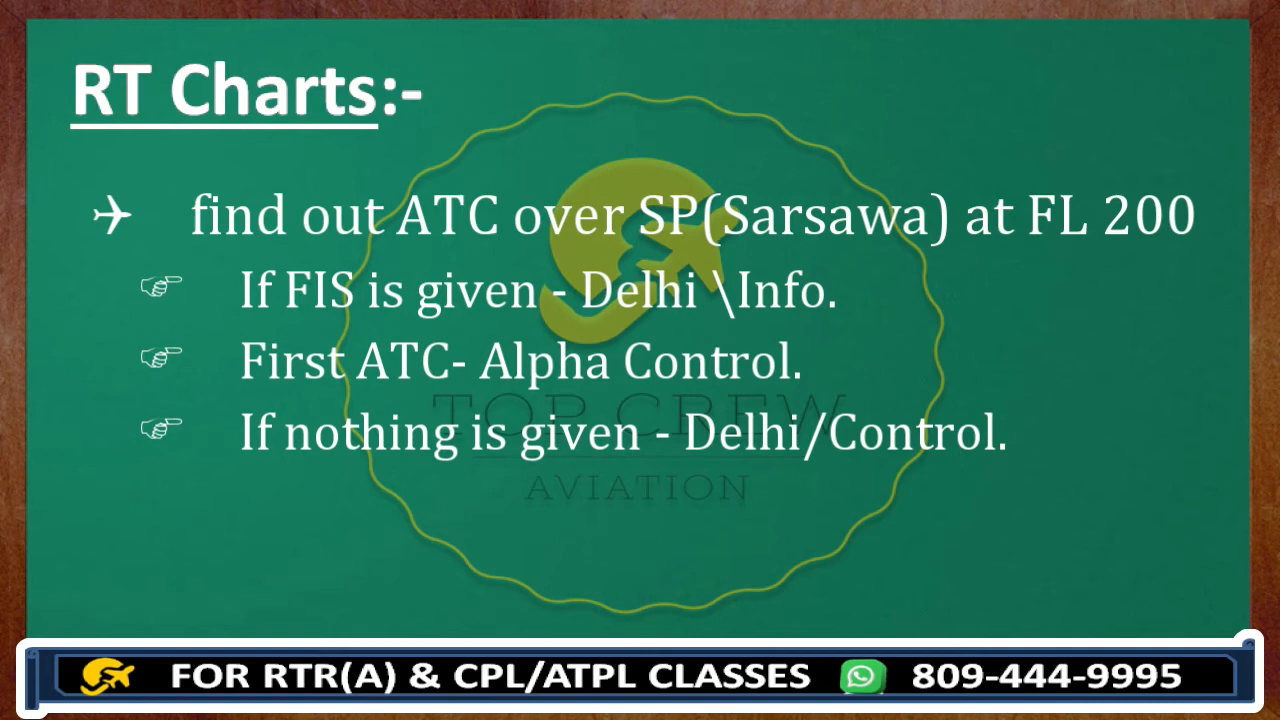 RT Charts:-
✈ find out ATC over SP(Sarsawa) at FL 200
☞ If FIS is given - Delhi \Info.
☞ First ATC- Alpha Control.
☞ If nothing is given - Delhi/Control.
TOP CREW
AVIATION
FOR RTR(A) & CPL/ATPL CLASSES 809-444-9995